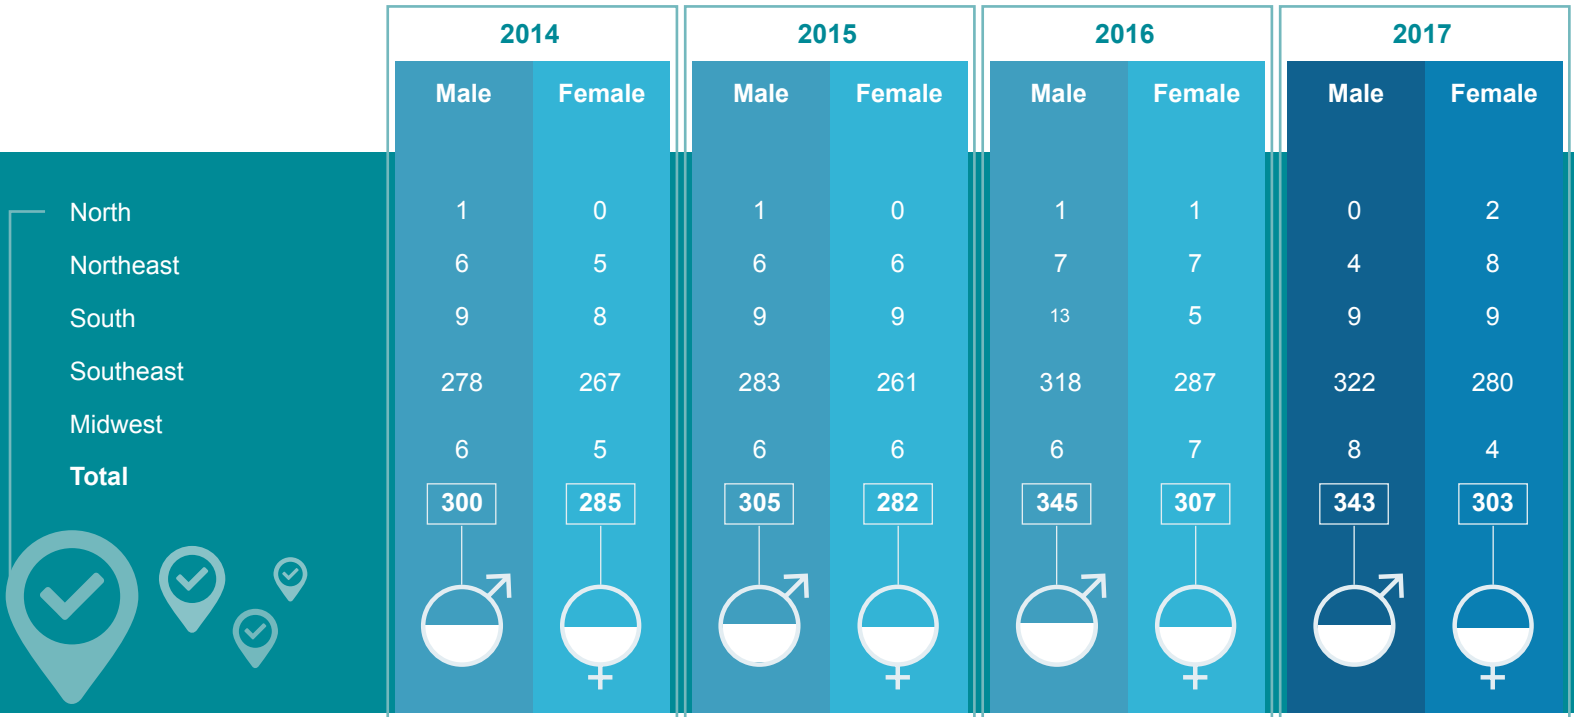 2014 2015 2016 2017
Male Female Male Female Male Female Male Female
North 1 0 1 0 1 1 0 2
Northeast 6 5 6 6 7 7 4 8
South 9 8 9 9 13 5 9 9
Southeast 278 267 283 261 318 287 322 280
Midwest 6 5 6 6 6 7 8 4
Total 300 285 305 282 345 307 343 303